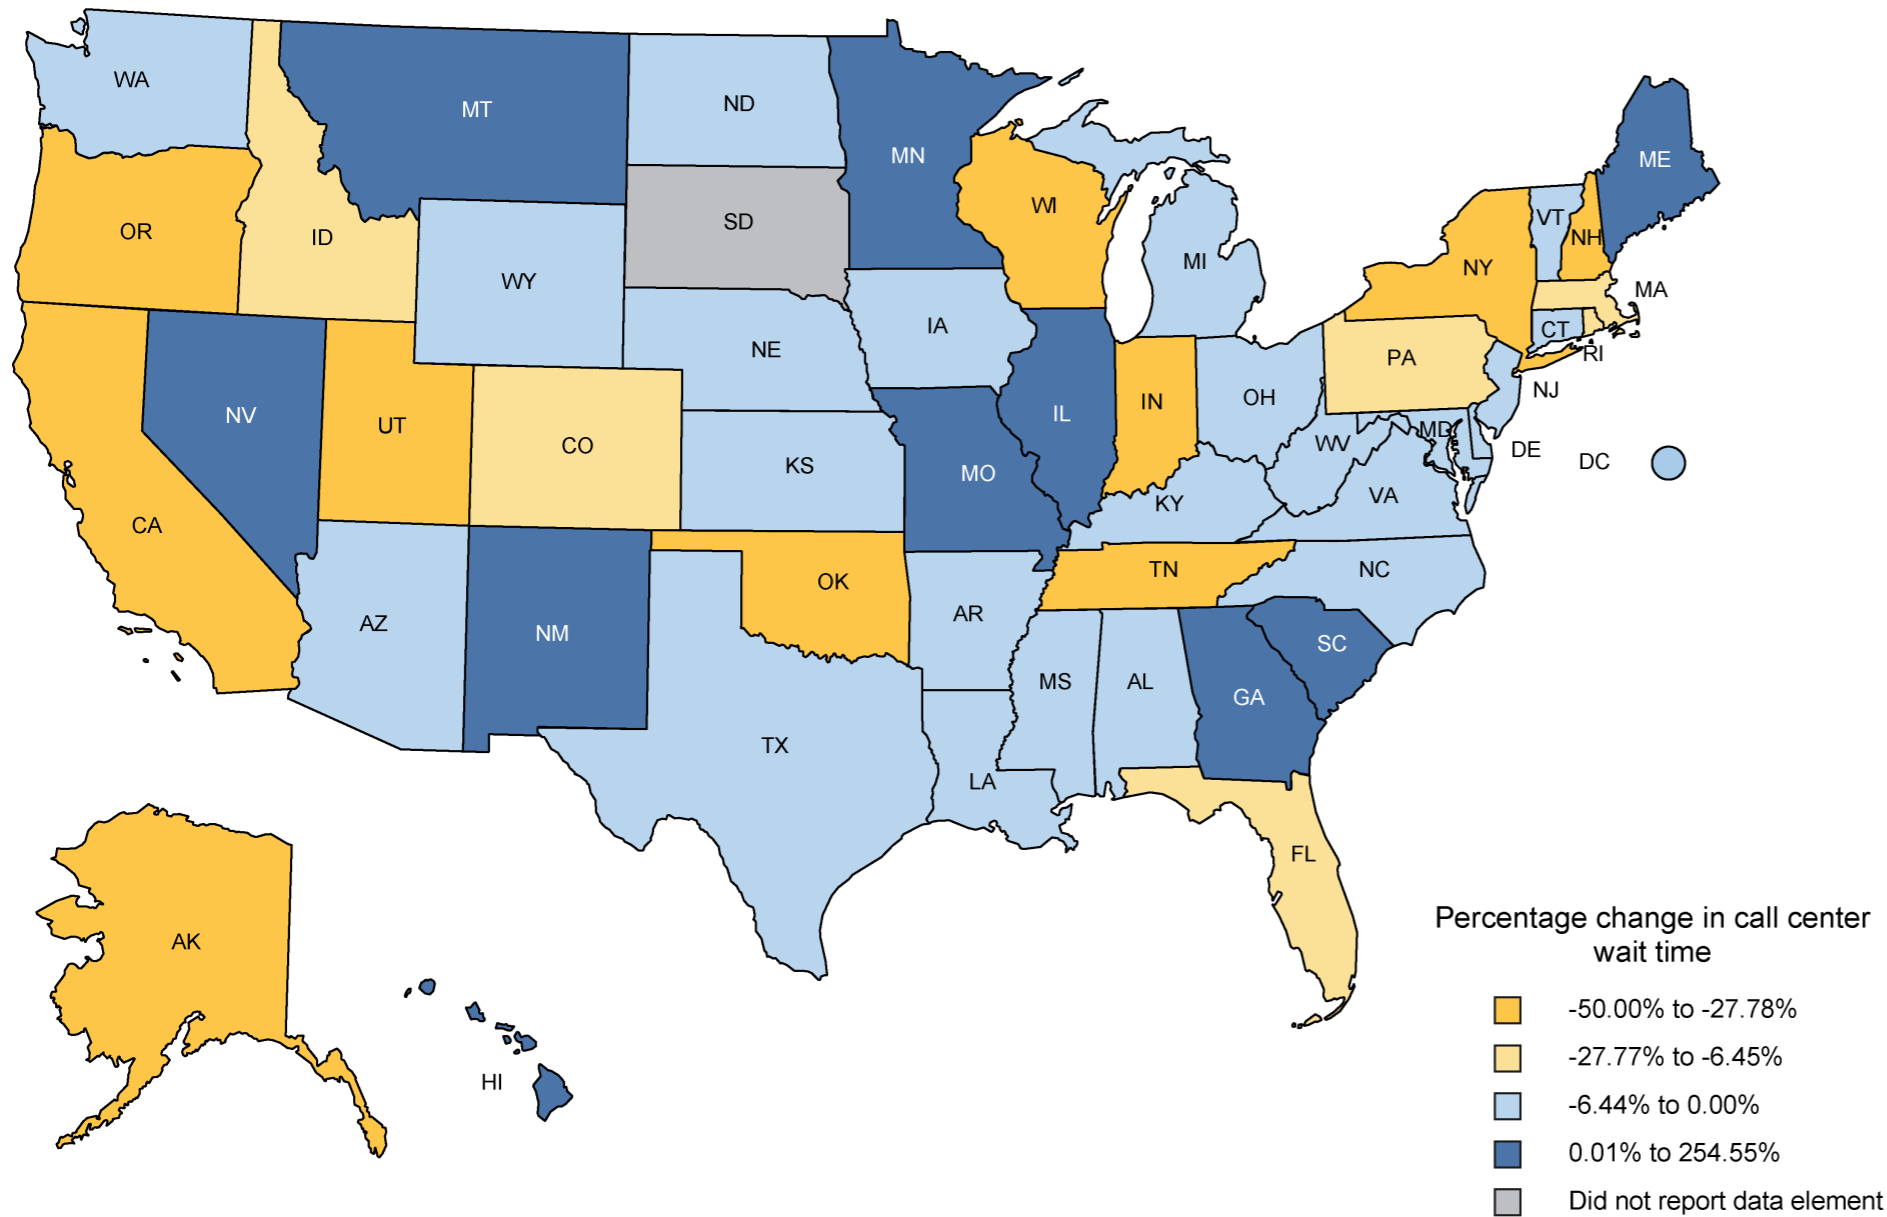 WA
MT
ND
MN
ME
OR
ID
SD
WI
VT
NH
WY
MI
NY
MA
IA
CT
NE
PA
RI
NV
UT
CO
IL
IN
OH
NJ
KS
MO
WV
MD
DE
DC
CA
KY
VA
AZ
NM
OK
AR
TN
NC
MS
AL
GA
SC
TX
LA
FL
AK
HI
Percentage change in call center
wait time
-50.00% to -27.78%
-27.77% to -6.45%
-6.44% to 0.00%
0.01% to 254.55%
Did not report data element